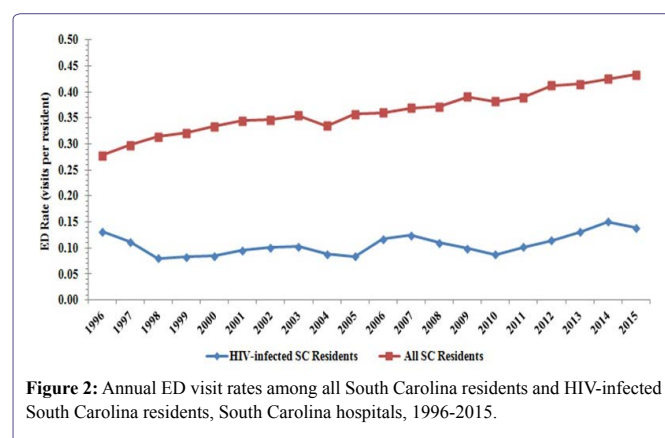 0.50
0.45
0.40
0.35
0.30
0.25
0.20
0.15
0.10
0.05
0.00
ED Rate (visits per resident)
1996 1997 1998 1999 2000 2001 2002 2003 2004 2005 2006 2007 2008 2009 2010 2011 2012 2013 2014 2015
HIV-infected SC Residents All SC Residents
Figure 2: Annual ED visit rates among all South Carolina residents and HIV-infected
South Carolina residents, South Carolina hospitals, 1996-2015.